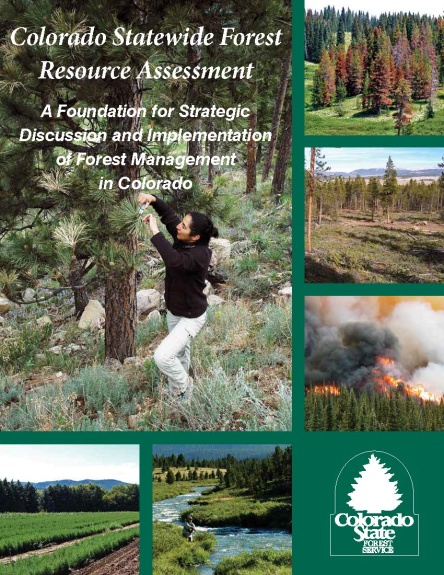 Colorado Statewide Forest
Resource Assessment
A Foundation for Strategic
Discussion and Implementation
of Forest Management
in Colorado
Colorado
State
FOREST
SERVICE